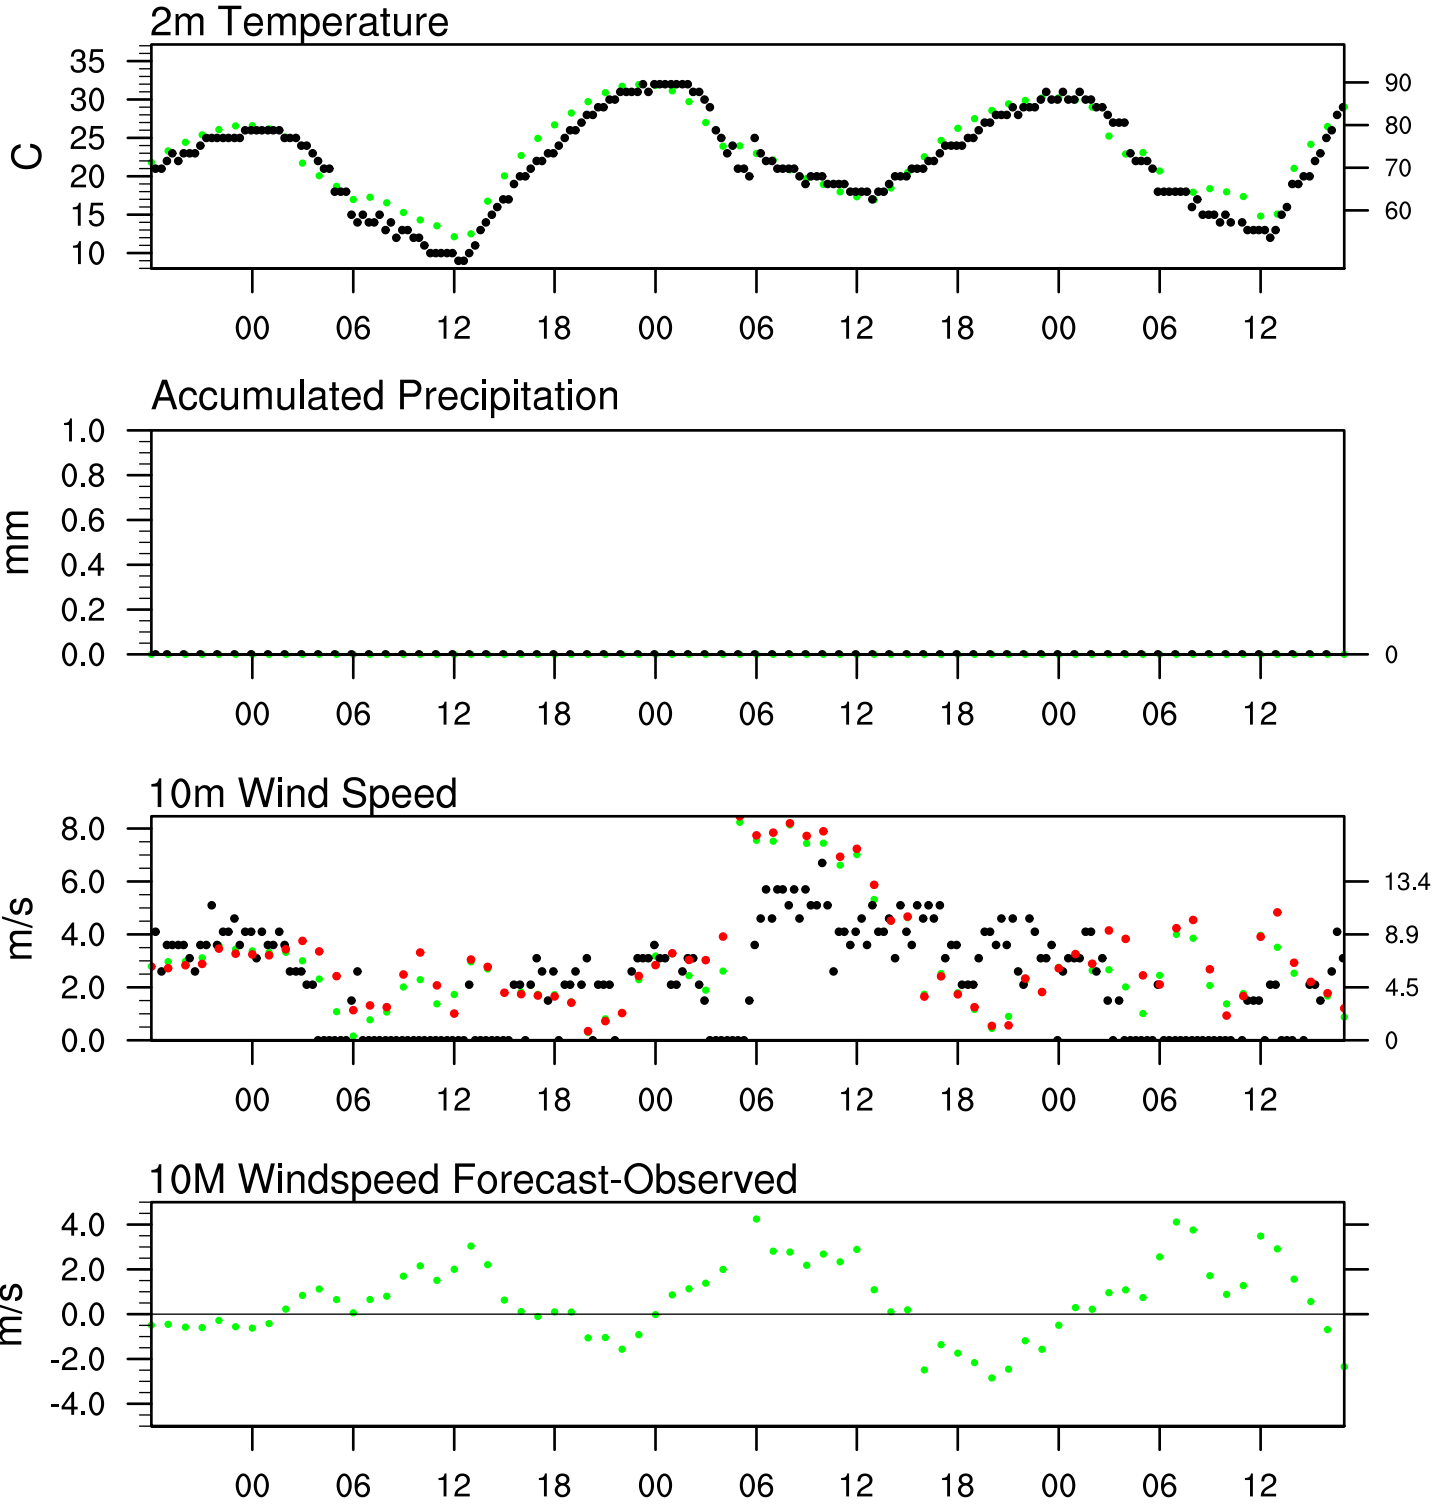 2m Temperature
35
30
25
20
15
10
C
90
80
70
60
00 06 12 18 00 06 12 18 00 06 12
Accumulated Precipitation
1.0
0.8
0.6
0.4
0.2
0.0
mm
0
00 06 12 18 00 06 12 18 00 06 12
10m Wind Speed
8.0
6.0
4.0
2.0
0.0
m/s
13.4
8.9
4.5
0
00 06 12 18 00 06 12 18 00 06 12
10M Windspeed Forecast-Observed
4.0
2.0
0.0
-2.0
-4.0
m/s
00 06 12 18 00 06 12 18 00 06 12